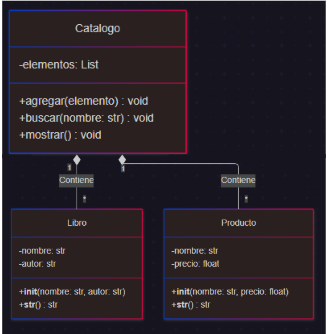 Catalogo
-elementos: List
+agregar(elemento) : void
+buscar(nombre: str) : void
+mostrar() : void
1
1
Contiene
Contiene
*
*
Libro
-nombre: str
-autor: str
+init(nombre: str, autor: str)
+str() : str
Producto
-nombre: str
-precio: float
+init(nombre: str, precio: float)
+str() : str